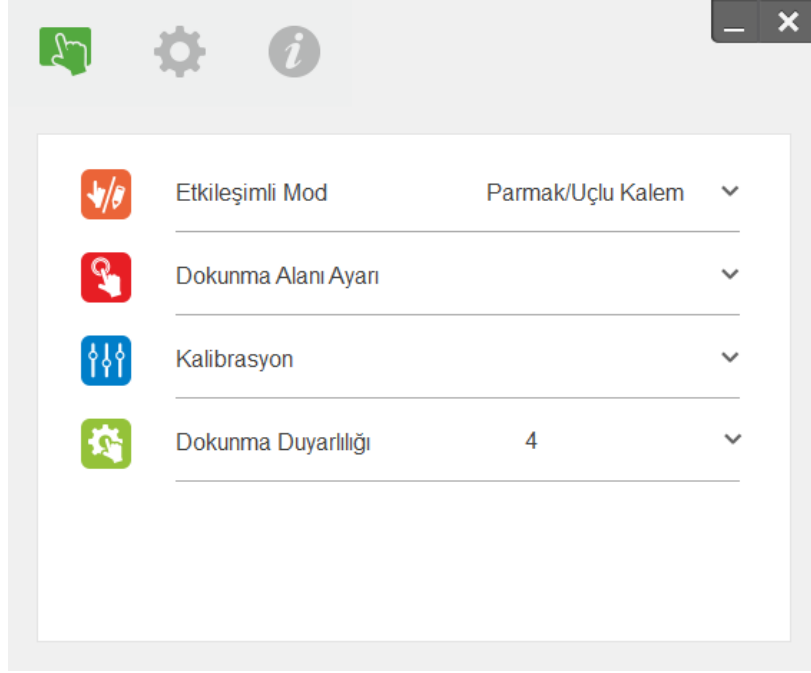 Etkileşimli Mod Parmak/Uçlu Kalem
Dokunma Alanı Ayarı
Kalibrasyon
Dokunma Duyarlılığı 4